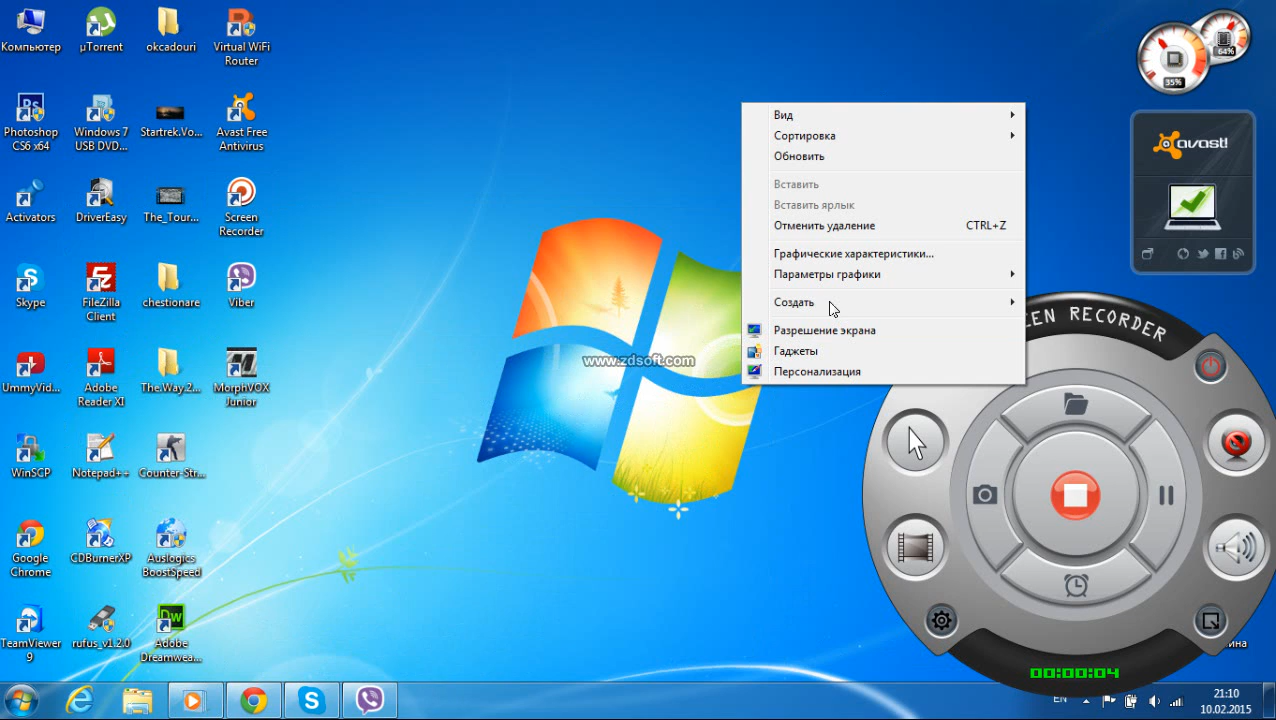 Компьютер
µTorrent
okcadouri
Virtual WiFi
Router
Photoshop
CS6 x64
Windows 7
USB DVD...
Startrek.Vo...
Avast Free
Antivirus
Activators
DriverEasy
The_Tour...
Screen
Recorder
Skype
FileZilla
Client
chestionare
Viber
UmmyVid...
Adobe
Reader XI
The.Way.2...
MorphVOX
Junior
WinSCP
Notepad++
Counter-Str...
Google
Chrome
CDBurnerXP
Auslogics
BoostSpeed
TeamViewer
9
rufus_v1.2.0
Adobe
Dreamwea...
www.zdsoft.com
Вид
Сортировка
Обновить
Вставить
Вставить ярлык
Отменить удаление CTRL+Z
Графические характеристики...
Параметры графики
Создать
Разрешение экрана
Гаджеты
Персонализация
35%
64%
avast!
EEN RECORDER
00:00:04
ина
EN
21:10
10.02.2015